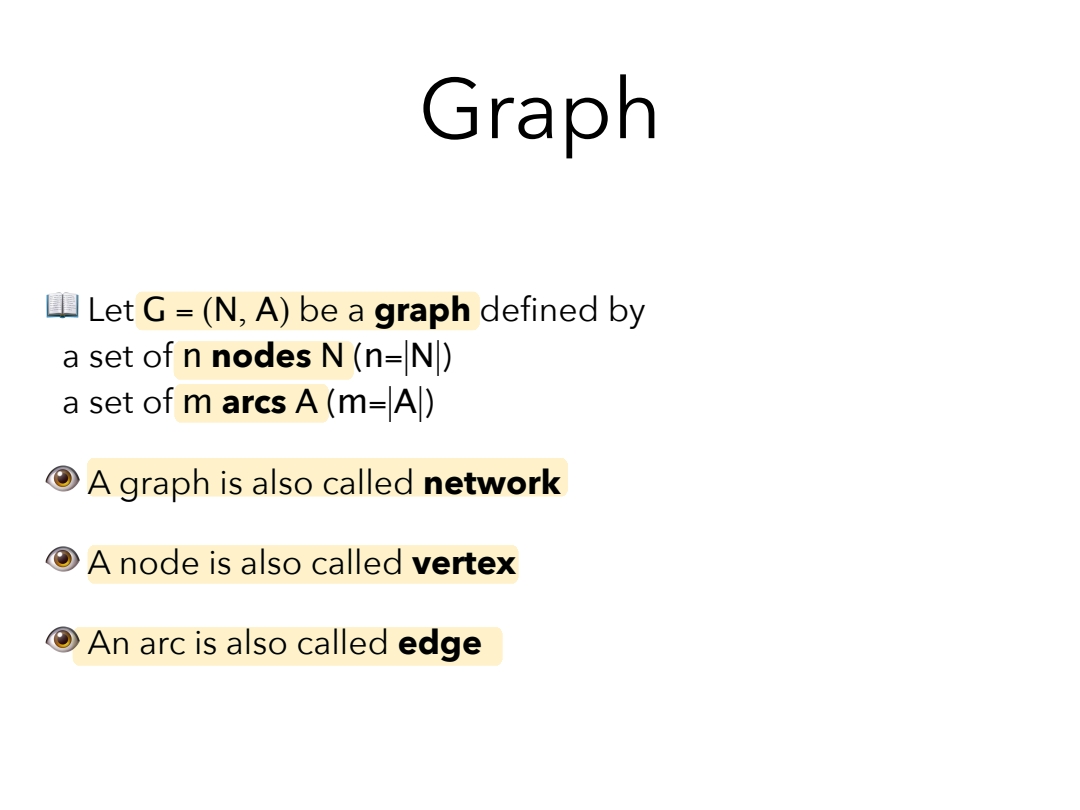 Graph
📖 Let G = (N, A) be a graph defined by
a set of n nodes N (n=|N|)
a set of m arcs A (m=|A|)
👁 A graph is also called network
👁 A node is also called vertex
👁 An arc is also called edge